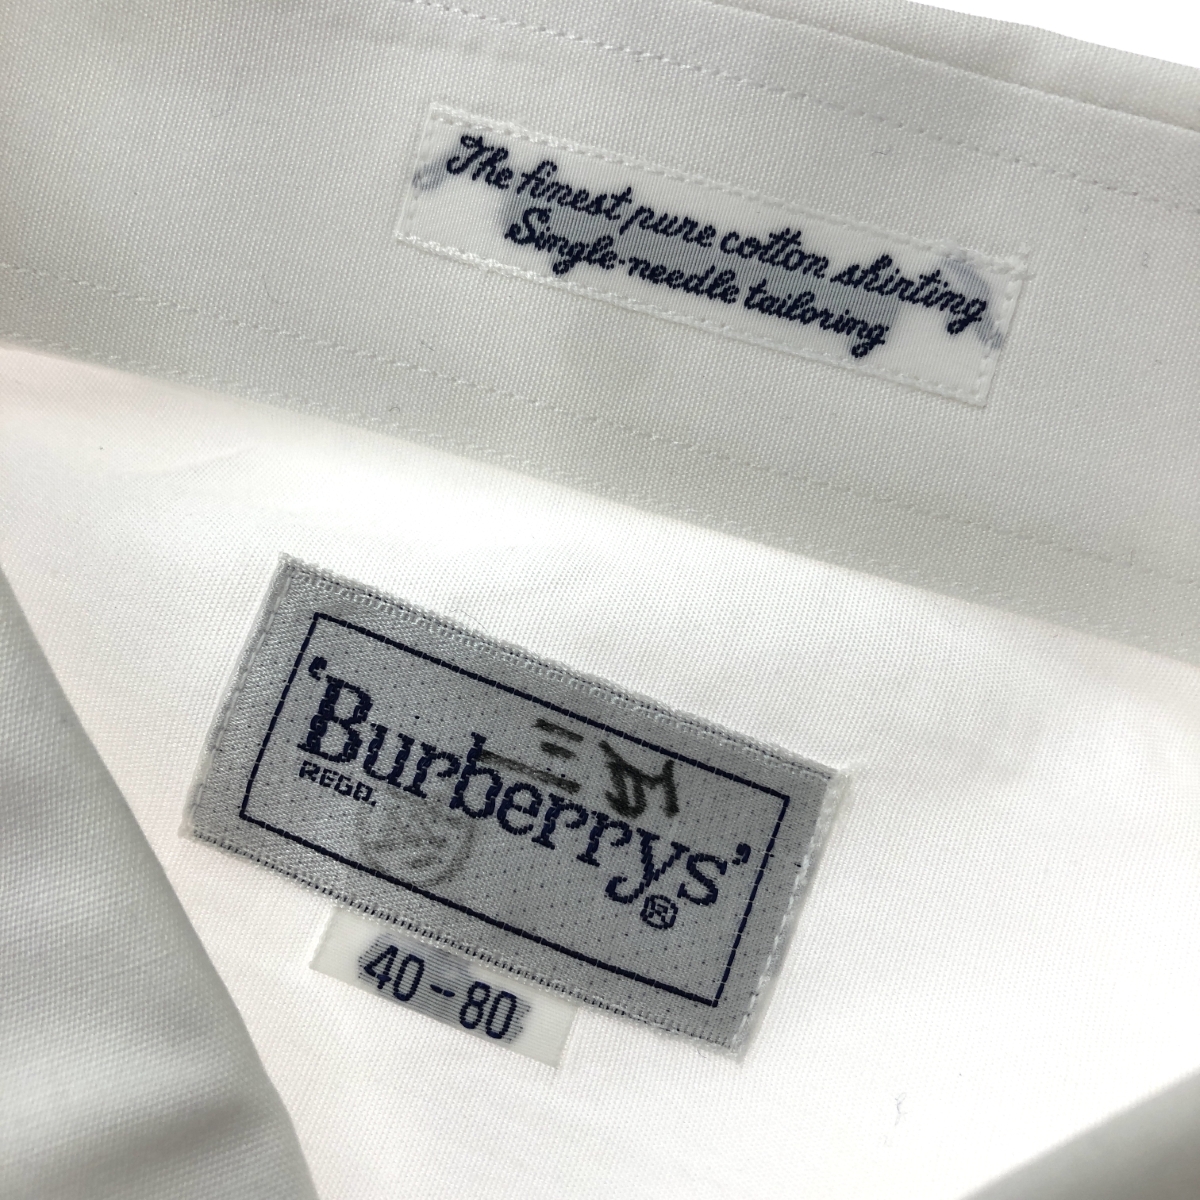 The finest pure cotton shirting
Single-needle tailoring
'Burberrys'
REGD.
®
40-80